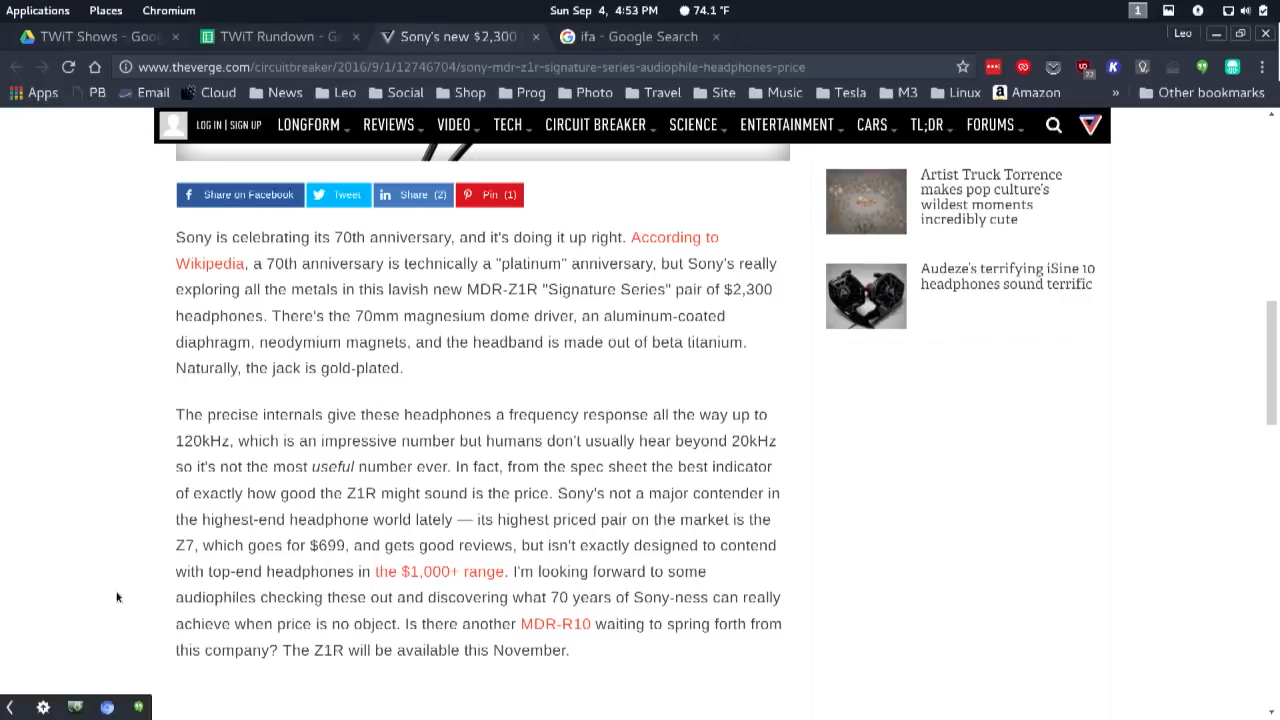 Applications Places Chromium Sun Sep 4, 4:53 PM 74.1 °F 1
TWiT Shows - Goo TWiT Rundown - Go Sony's new $2,300 ifa - Google Search Leo
www.theverge.com/circuitbreaker/2016/9/1/12746704/sony-mdr-z1r-signature-series-audiophile-headphones-price
Apps PB Email Cloud News Leo Social Shop Prog Photo Travel Site Music Tesla M3 Linux Amazon » Other bookmarks
LOG IN | SIGN UP LONGFORM REVIEWS VIDEO TECH CIRCUIT BREAKER SCIENCE ENTERTAINMENT CARS TL;DR FORUMS
Share on Facebook Tweet Share (2) Pin (1)
Sony is celebrating its 70th anniversary, and it's doing it up right. According to
Wikipedia, a 70th anniversary is technically a "platinum" anniversary, but Sony's really
exploring all the metals in this lavish new MDR-Z1R "Signature Series" pair of $2,300
headphones. There's the 70mm magnesium dome driver, an aluminum-coated
diaphragm, neodymium magnets, and the headband is made out of beta titanium.
Naturally, the jack is gold-plated.
The precise internals give these headphones a frequency response all the way up to
120kHz, which is an impressive number but humans don't usually hear beyond 20kHz
so it's not the most useful number ever. In fact, from the spec sheet the best indicator
of exactly how good the Z1R might sound is the price. Sony's not a major contender in
the highest-end headphone world lately — its highest priced pair on the market is the
Z7, which goes for $699, and gets good reviews, but isn't exactly designed to contend
with top-end headphones in the $1,000+ range. I'm looking forward to some
audiophiles checking these out and discovering what 70 years of Sony-ness can really
achieve when price is no object. Is there another MDR-R10 waiting to spring forth from
this company? The Z1R will be available this November.
Artist Truck Torrence
makes pop culture's
wildest moments
incredibly cute
Audeze's terrifying iSine 10
headphones sound terrific